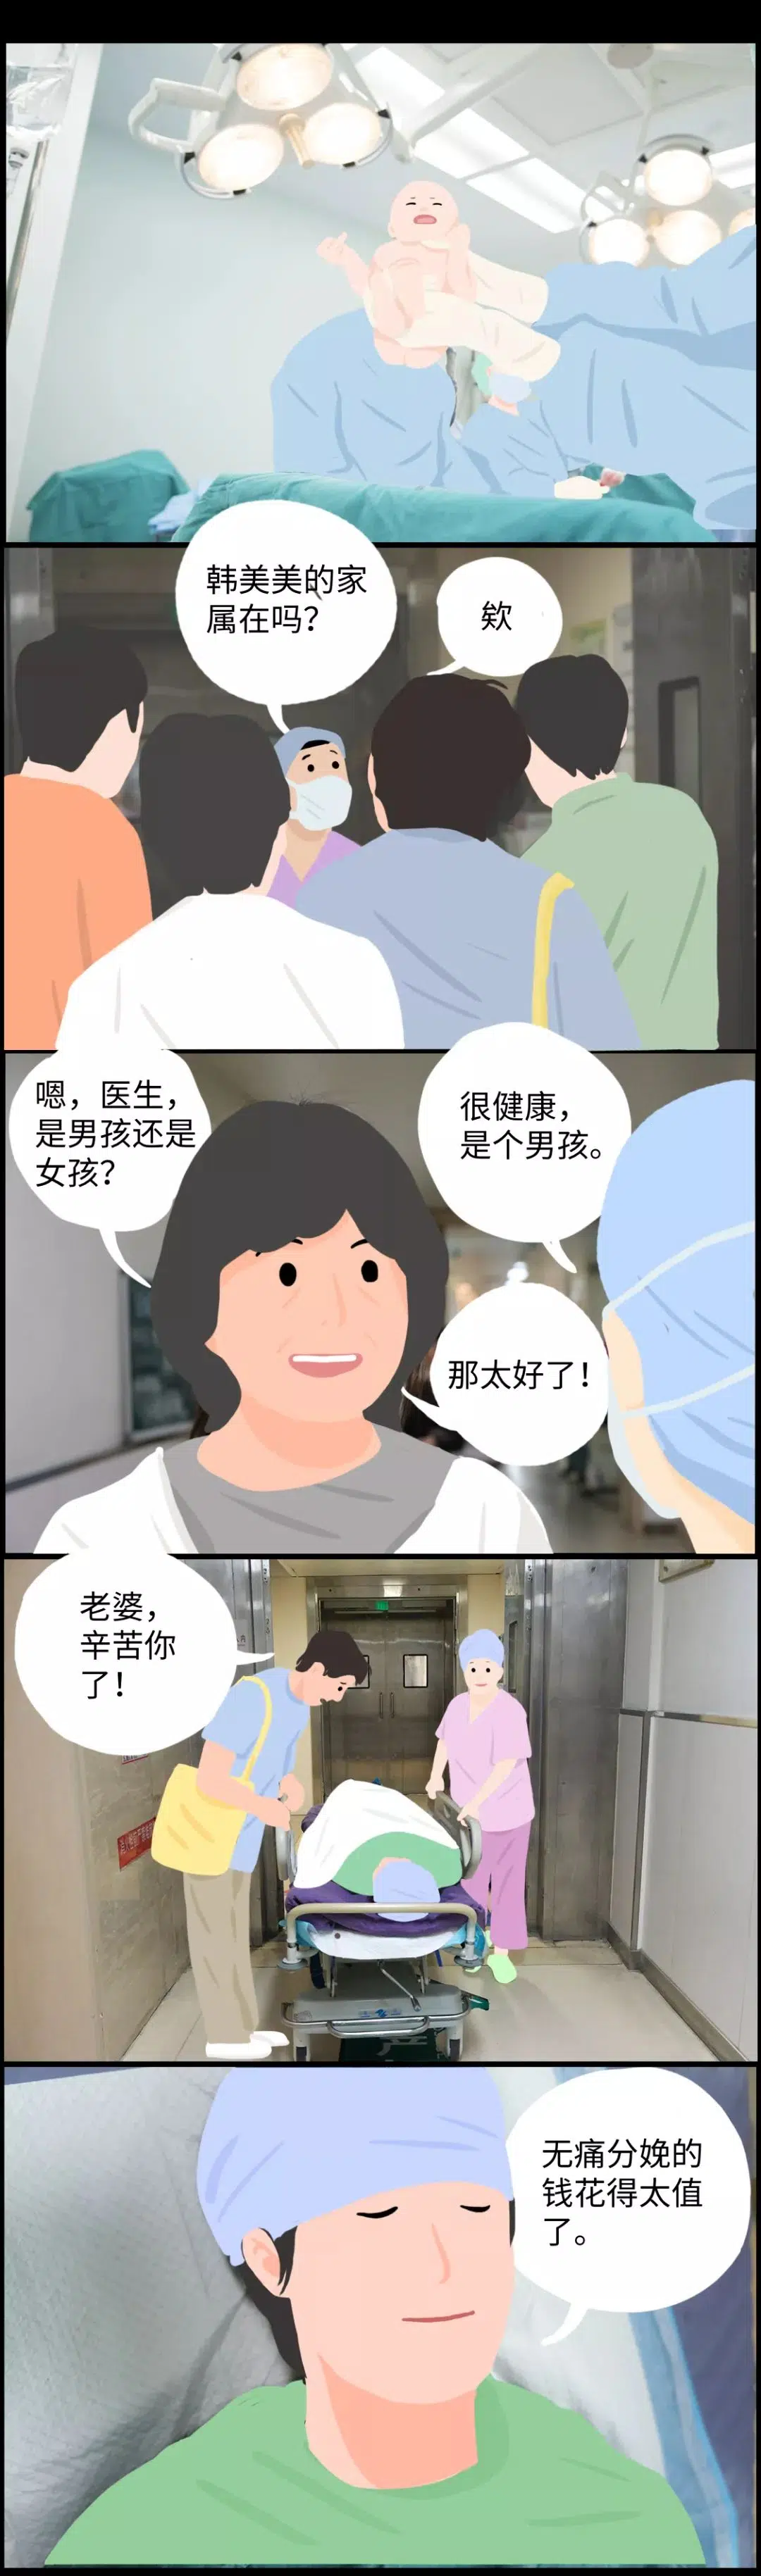 韩美美的家
属在吗？
欸
嗯，医生，
是男孩还是
女孩？
很健康，
是个男孩。
那太好了！
老婆，
辛苦你
了！
无痛分娩的
钱花得太值
了。